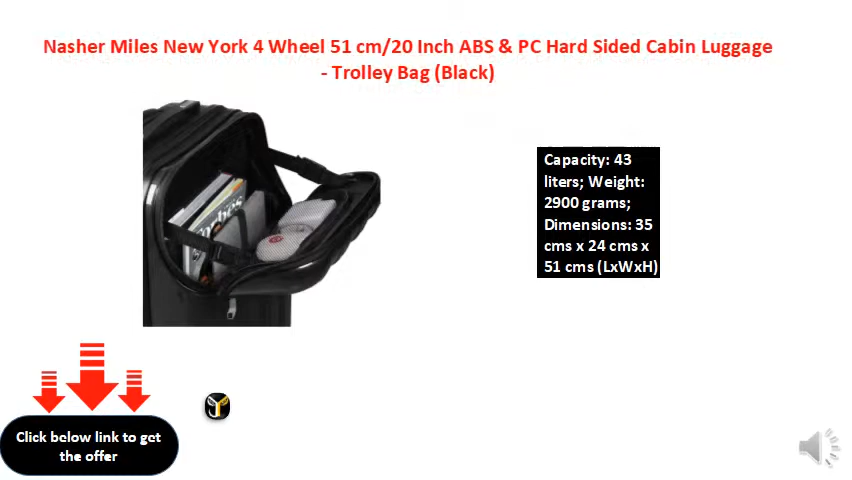 Nasher Miles New York 4 Wheel 51 cm/20 Inch ABS & PC Hard Sided Cabin Luggage
- Trolley Bag (Black)
Capacity: 43
liters; Weight:
2900 grams;
Dimensions: 35
cms x 24 cms x
51 cms (LxWxH)
Click below link to get
the offer